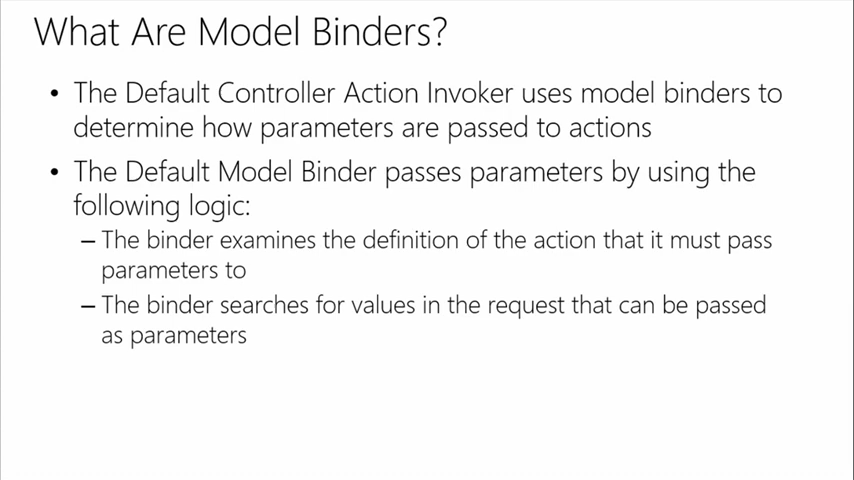 What Are Model Binders?
• The Default Controller Action Invoker uses model binders to
determine how parameters are passed to actions
• The Default Model Binder passes parameters by using the
following logic:
– The binder examines the definition of the action that it must pass
parameters to
– The binder searches for values in the request that can be passed
as parameters